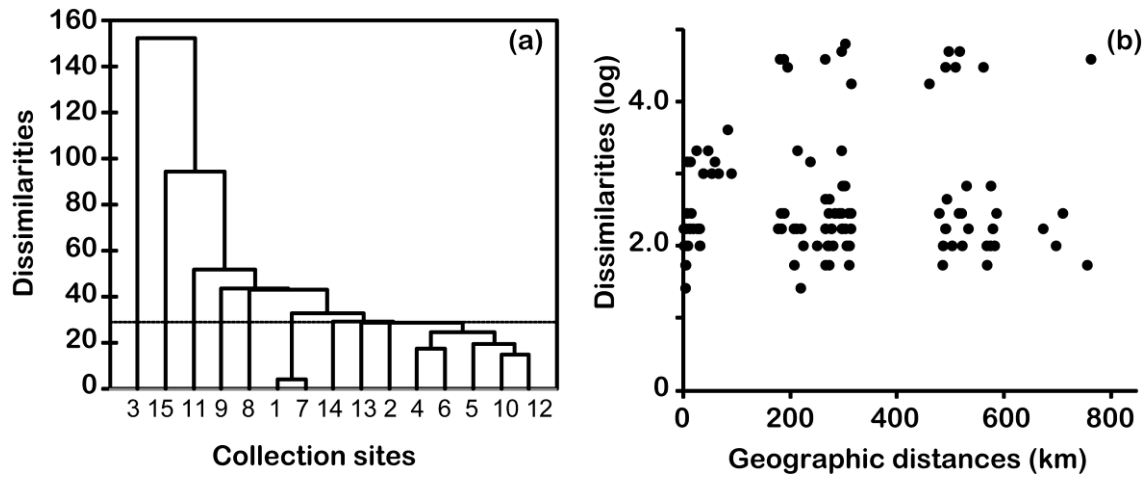 160
140
120
100
80
60
40
20
0
Dissimilarities
(a)
3 15 11 9 8 1 7 14 13 2 4 6 5 10 12
Collection sites
(b)
4.0
2.0
0
Dissimilarities (log)
0 200 400 600 800
Geographic distances (km)